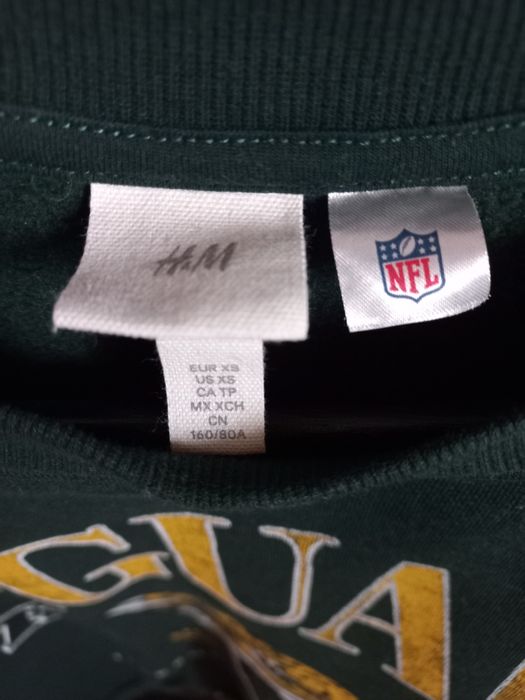 H&M
NFL
EUR XS
US XS
CA TP
MX XCH
CN
160/80A
GUA